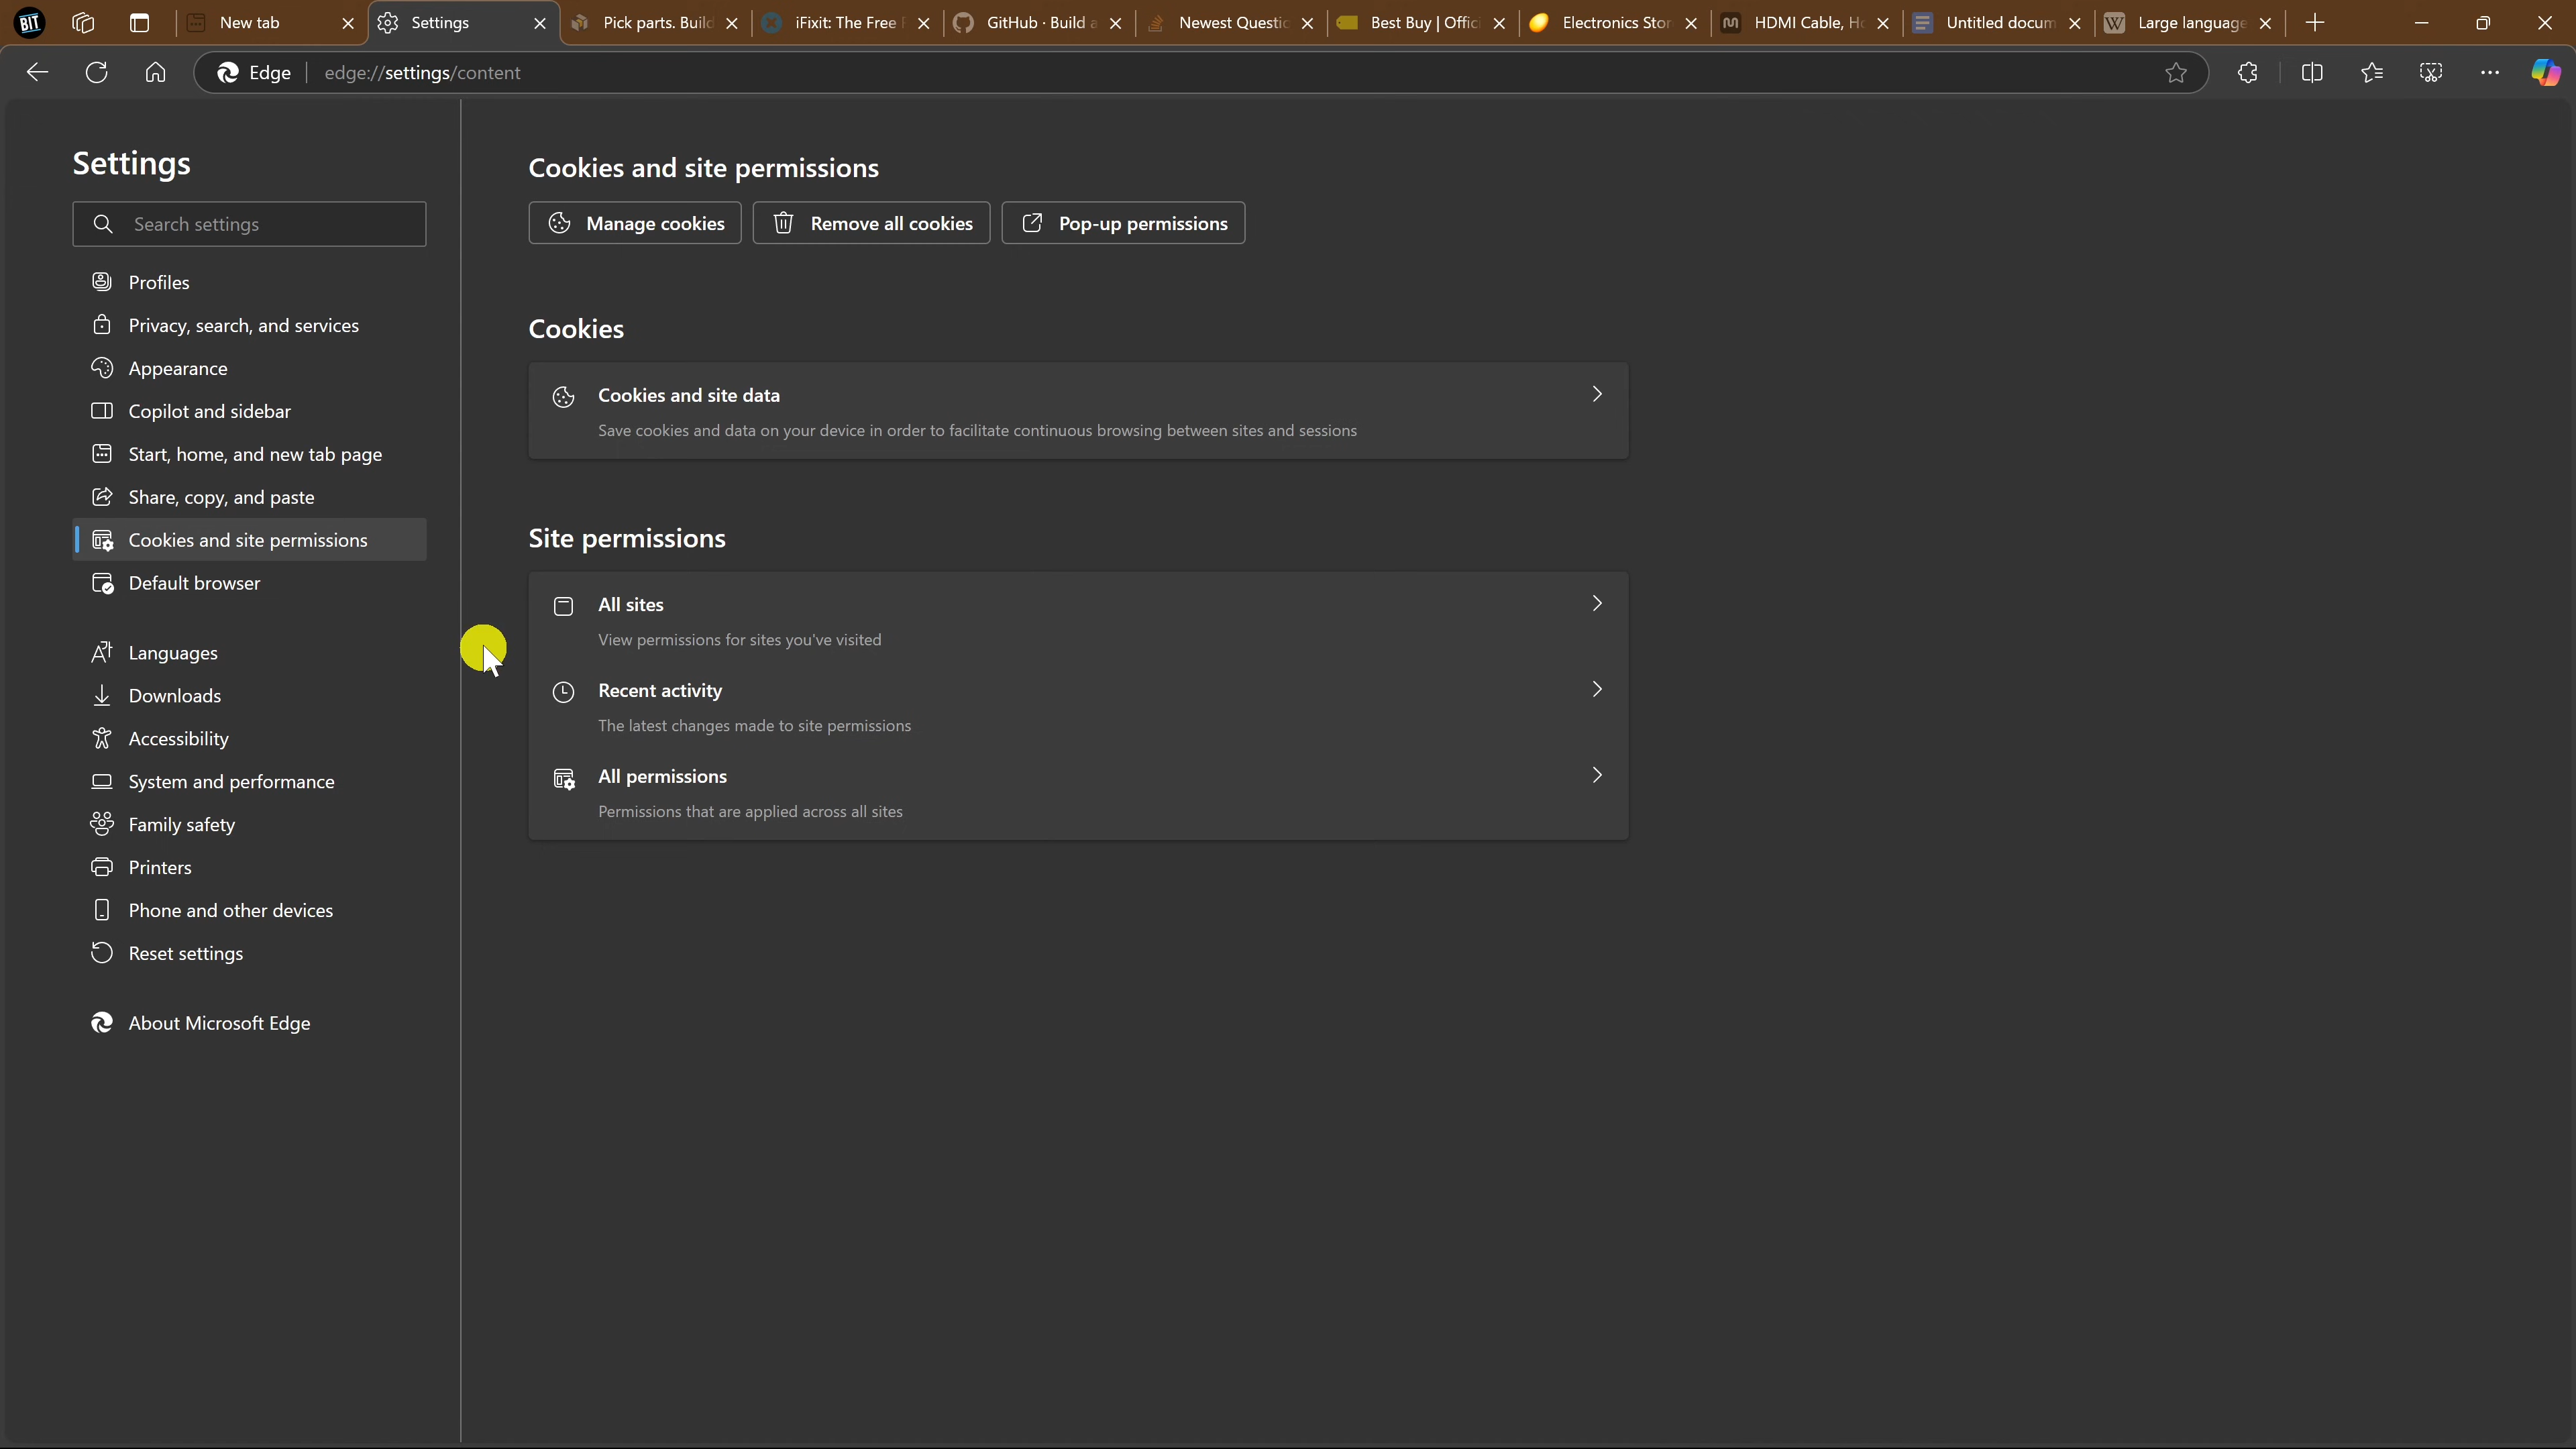 BIT
New tab
Settings
Pick parts. Build
iFixit: The Free
GitHub · Build a
Newest Questio
Best Buy | Offic
Electronics Stor
HDMI Cable, Ho
Untitled docum
Large language
Edge
edge://settings/content
Settings
Search settings
Profiles
Privacy, search, and services
Appearance
Copilot and sidebar
Start, home, and new tab page
Share, copy, and paste
Cookies and site permissions
Default browser
Languages
Downloads
Accessibility
System and performance
Family safety
Printers
Phone and other devices
Reset settings
About Microsoft Edge
Cookies and site permissions
Manage cookies
Remove all cookies
Pop-up permissions
Cookies
Cookies and site data
Save cookies and data on your device in order to facilitate continuous browsing between sites and sessions
Site permissions
All sites
View permissions for sites you've visited
Recent activity
The latest changes made to site permissions
All permissions
Permissions that are applied across all sites